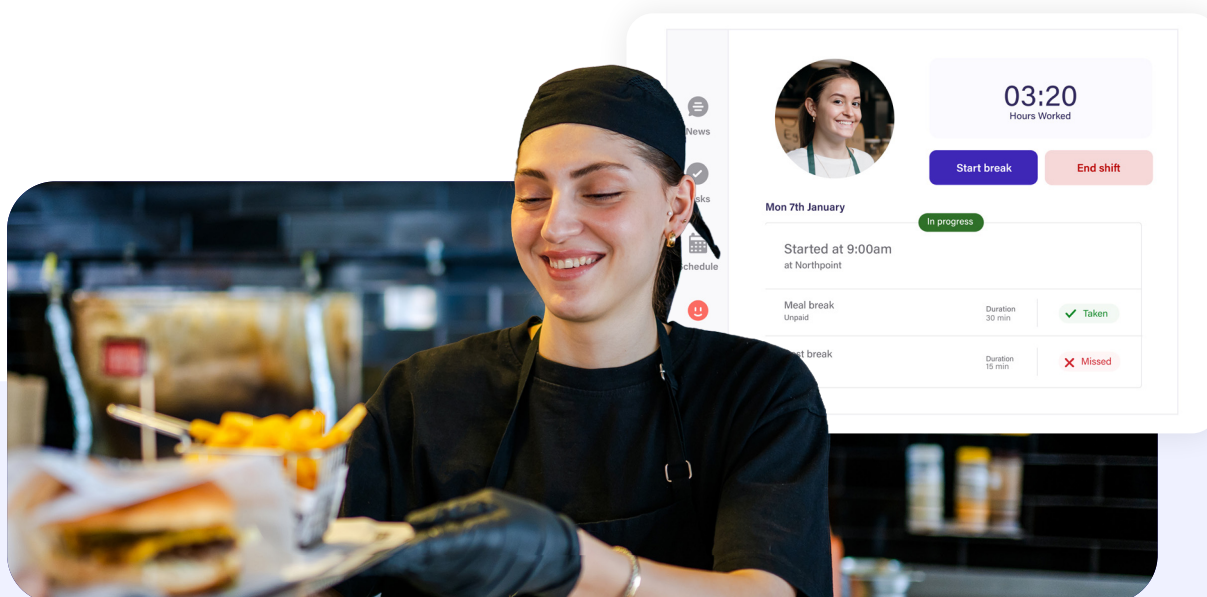 News
03:20
Hours Worked
Start break
End shift
Mon 7th January
In progress
Started at 9:00am
at Northpoint
Meal break
Unpaid
Duration
30 min
Taken
break
Duration
15 min
Missed